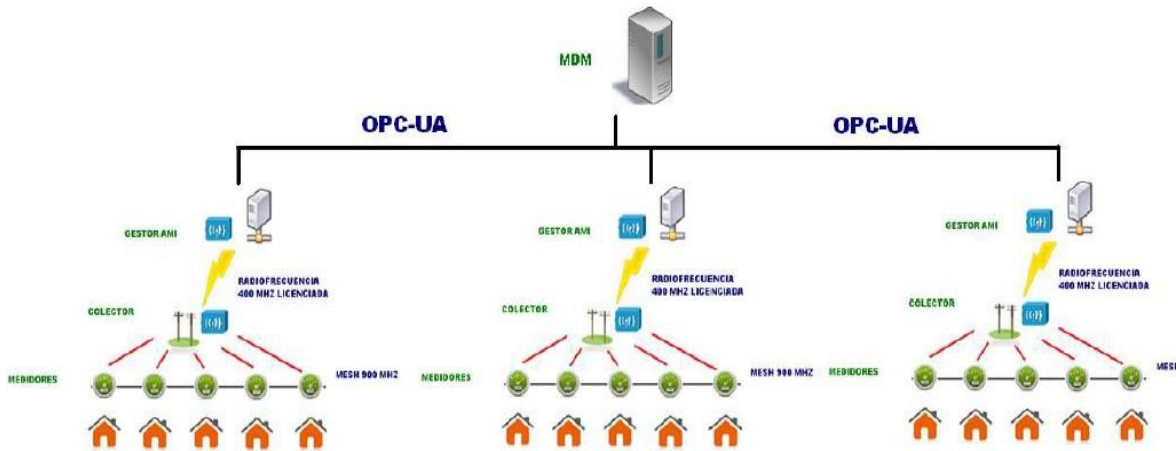 MDM
OPC-UA
OPC-UA
GESTOR AMI
RADIOFRECUENCIA
400 MHZ LICENCIADA
COLECTOR
MEDIDORES
MESH 900 MHZ
GESTOR AMI
RADIOFRECUENCIA
400 MHZ LICENCIADA
COLECTOR
MEDIDORES
MESH 900 MHZ
GESTOR AMI
RADIOFRECUENCIA
400 MHZ LICENCIADA
COLECTOR
MEDIDORES
MESH